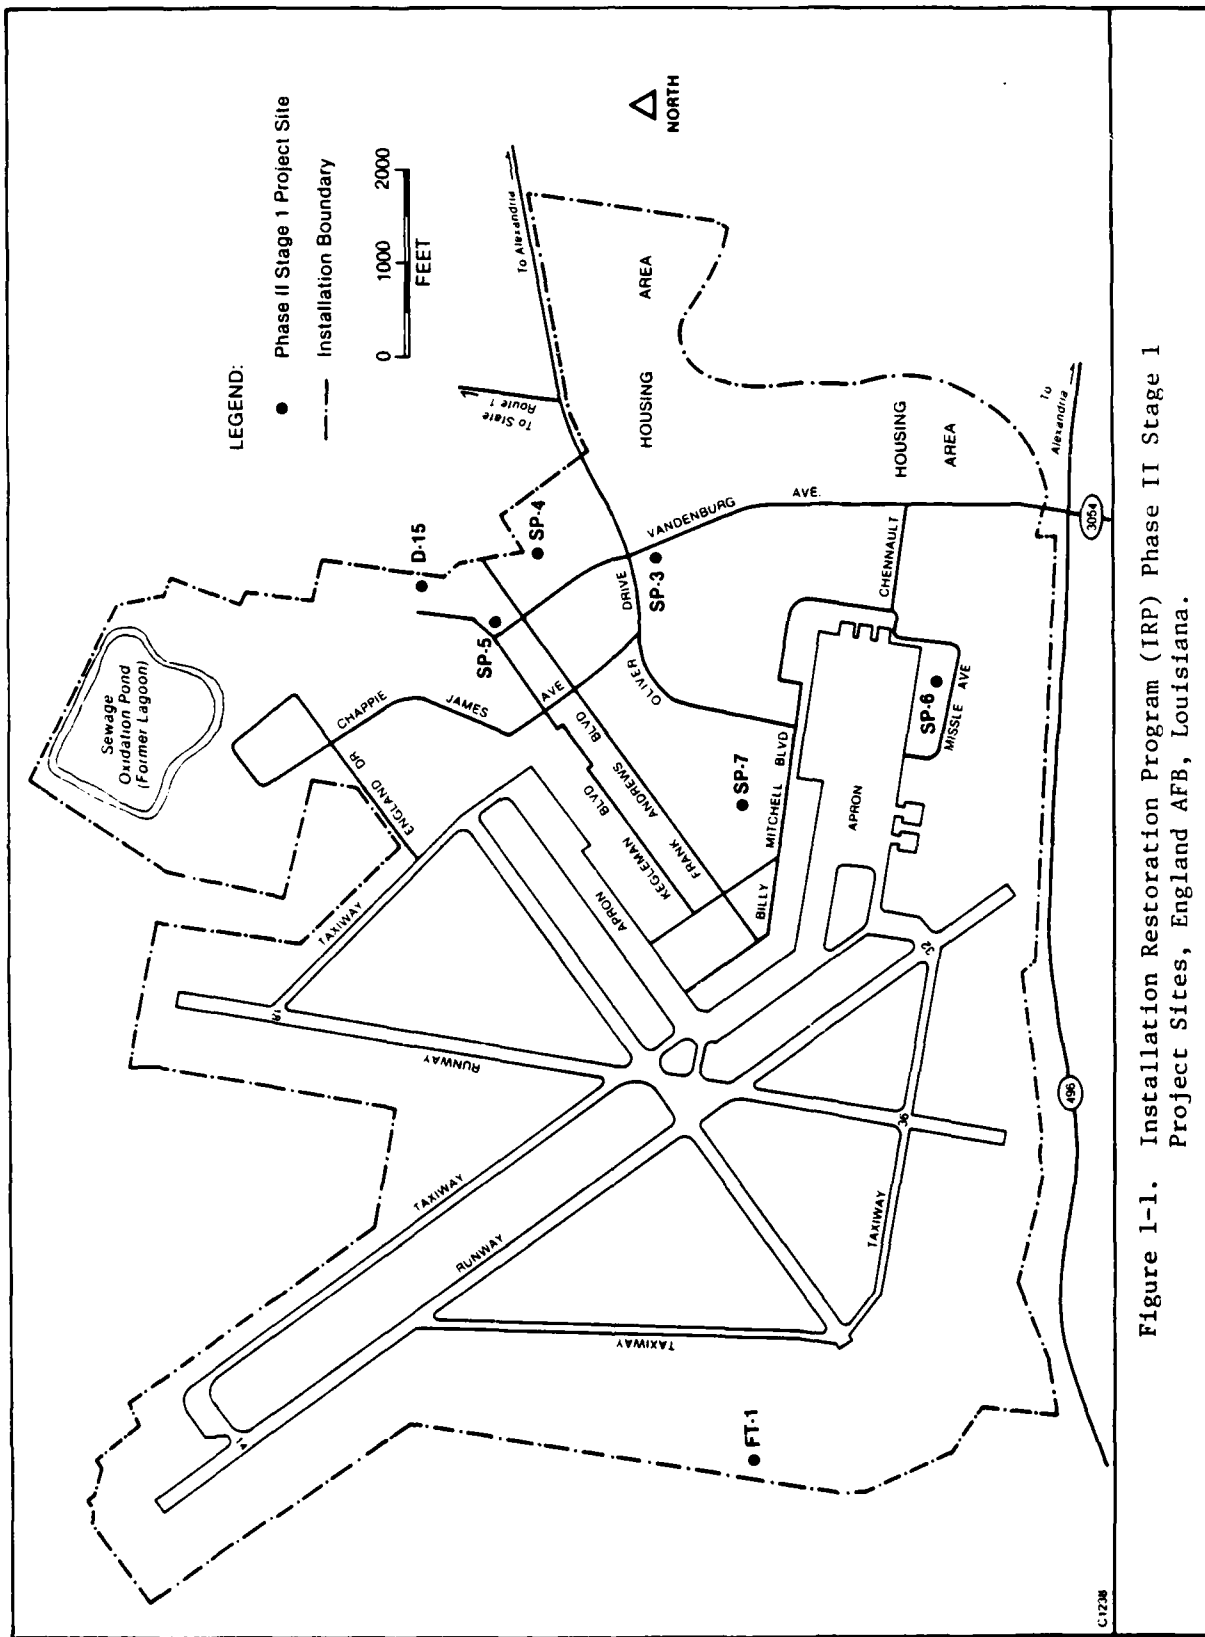 LEGEND:
Phase II Stage 1 Project Site
Installation Boundary
0 1000 2000
FEET
NORTH
Sewage
Oxidation Pond
(Former Lagoon)
D-15
SP-4
SP-5
SP-3
SP-7
SP-6
FT-1
To State
Route 1
To Alexandria
HOUSING AREA
HOUSING
AREA
To
Alexandria
VANDENBURG AVE.
CHAPPIE JAMES AVE
ENGLAND DR
OLIVER DRIVE
KEGLEMAN BLVD
FRANK ANDREWS BLVD
BILLY MITCHELL BLVD
CHENNAULT
MISSLE AVE
APRON
APRON
TAXIWAY
RUNWAY
18
TAXIWAY
RUNWAY
14
TAXIWAY
TAXIWAY
32
36
3054
496
C1238
Figure 1-1. Installation Restoration Program (IRP) Phase II Stage 1
Project Sites, England AFB, Louisiana.